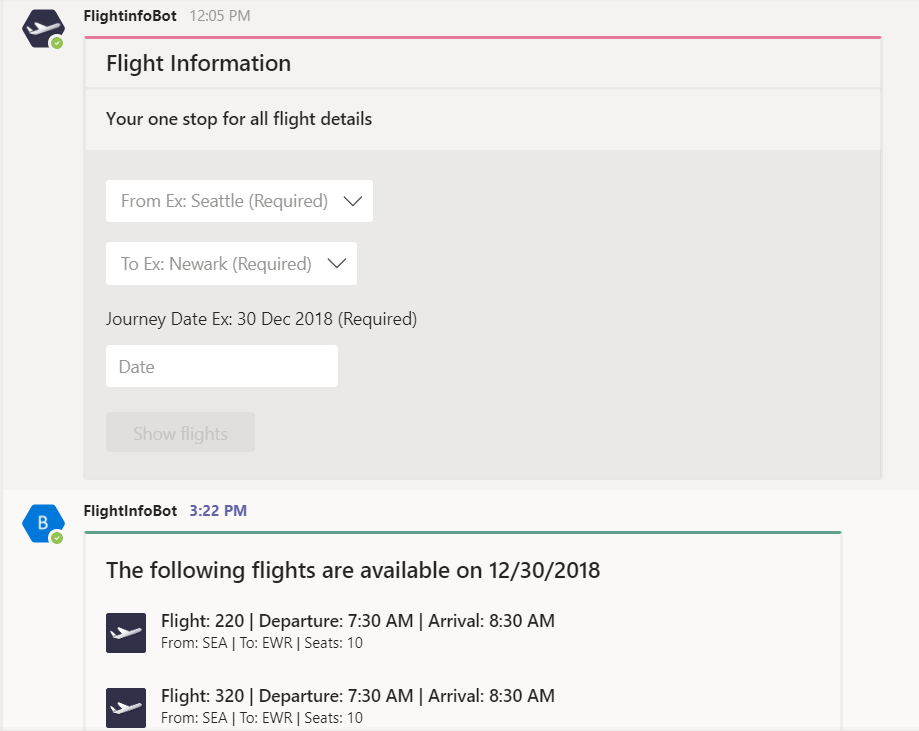 FlightinfoBot 12:05 PM
Flight Information
Your one stop for all flight details
From Ex: Seattle (Required)
To Ex: Newark (Required)
Journey Date Ex: 30 Dec 2018 (Required)
Date
Show flights
B
FlightInfoBot 3:22 PM
The following flights are available on 12/30/2018
Flight: 220 | Departure: 7:30 AM | Arrival: 8:30 AM
From: SEA | To: EWR | Seats: 10
Flight: 320 | Departure: 7:30 AM | Arrival: 8:30 AM
From: SEA | To: EWR | Seats: 10